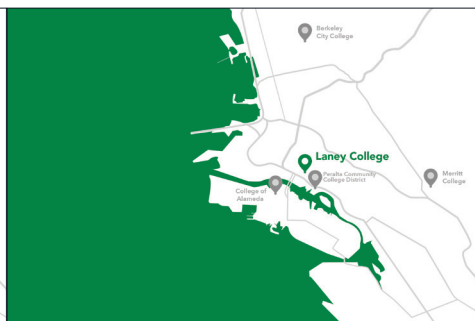 Berkeley
City College
Laney College
Peralta Community
College District
Merritt
College
College of
Alameda